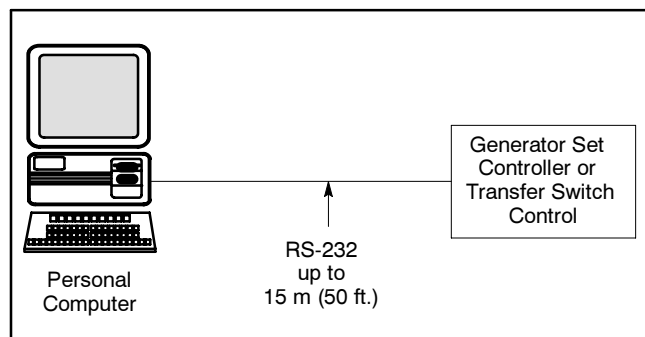 Personal
Computer
RS-232
up to
15 m (50 ft.)
Generator Set
Controller or
Transfer Switch
Control